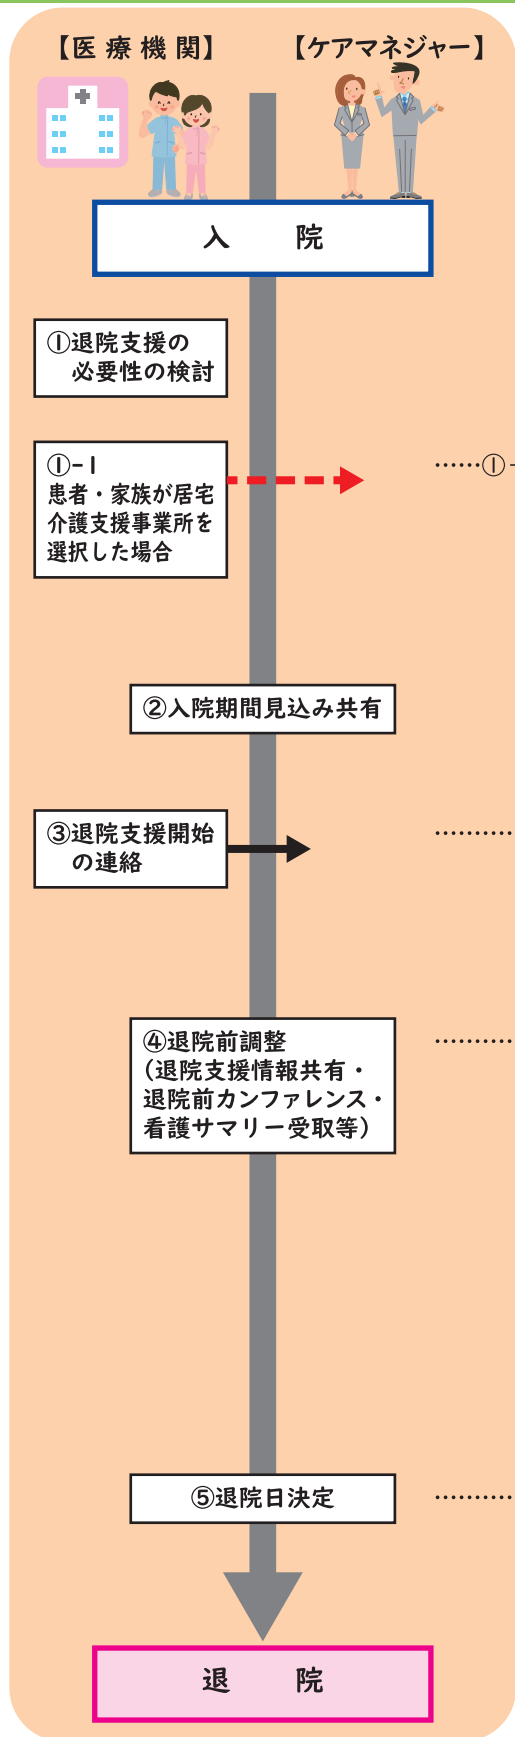 【医療機関】
【ケアマネジャー】
入 院
①退院支援の
必要性の検討
①-1
患者・家族が居宅
介護支援事業所を
選択した場合
……①-
②入院期間見込み共有
③退院支援開始
の連絡
④退院前調整
(退院支援情報共有・
退院前カンファレンス・
看護サマリー受取等)
⑤退院日決定
退 院